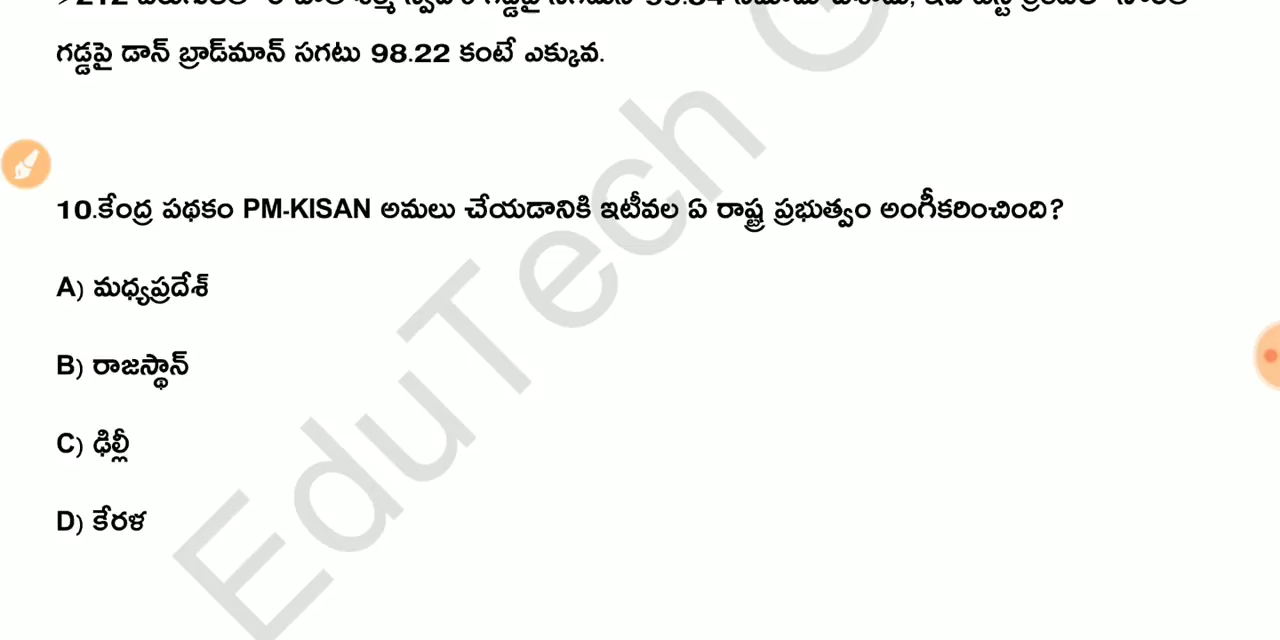 గడ్డపై డాన్ బ్రాడ్‌మాన్ సగటు 98.22 కంటే ఎక్కువ.
10.కేంద్ర పథకం PM-KISAN అమలు చేయడానికి ఇటీవల ఏ రాష్ట్ర ప్రభుత్వం అంగీకరించింది?
A) మధ్యప్రదేశ్
B) రాజస్థాన్
C) ఢిల్లీ
D) కేరళ
EduTech G